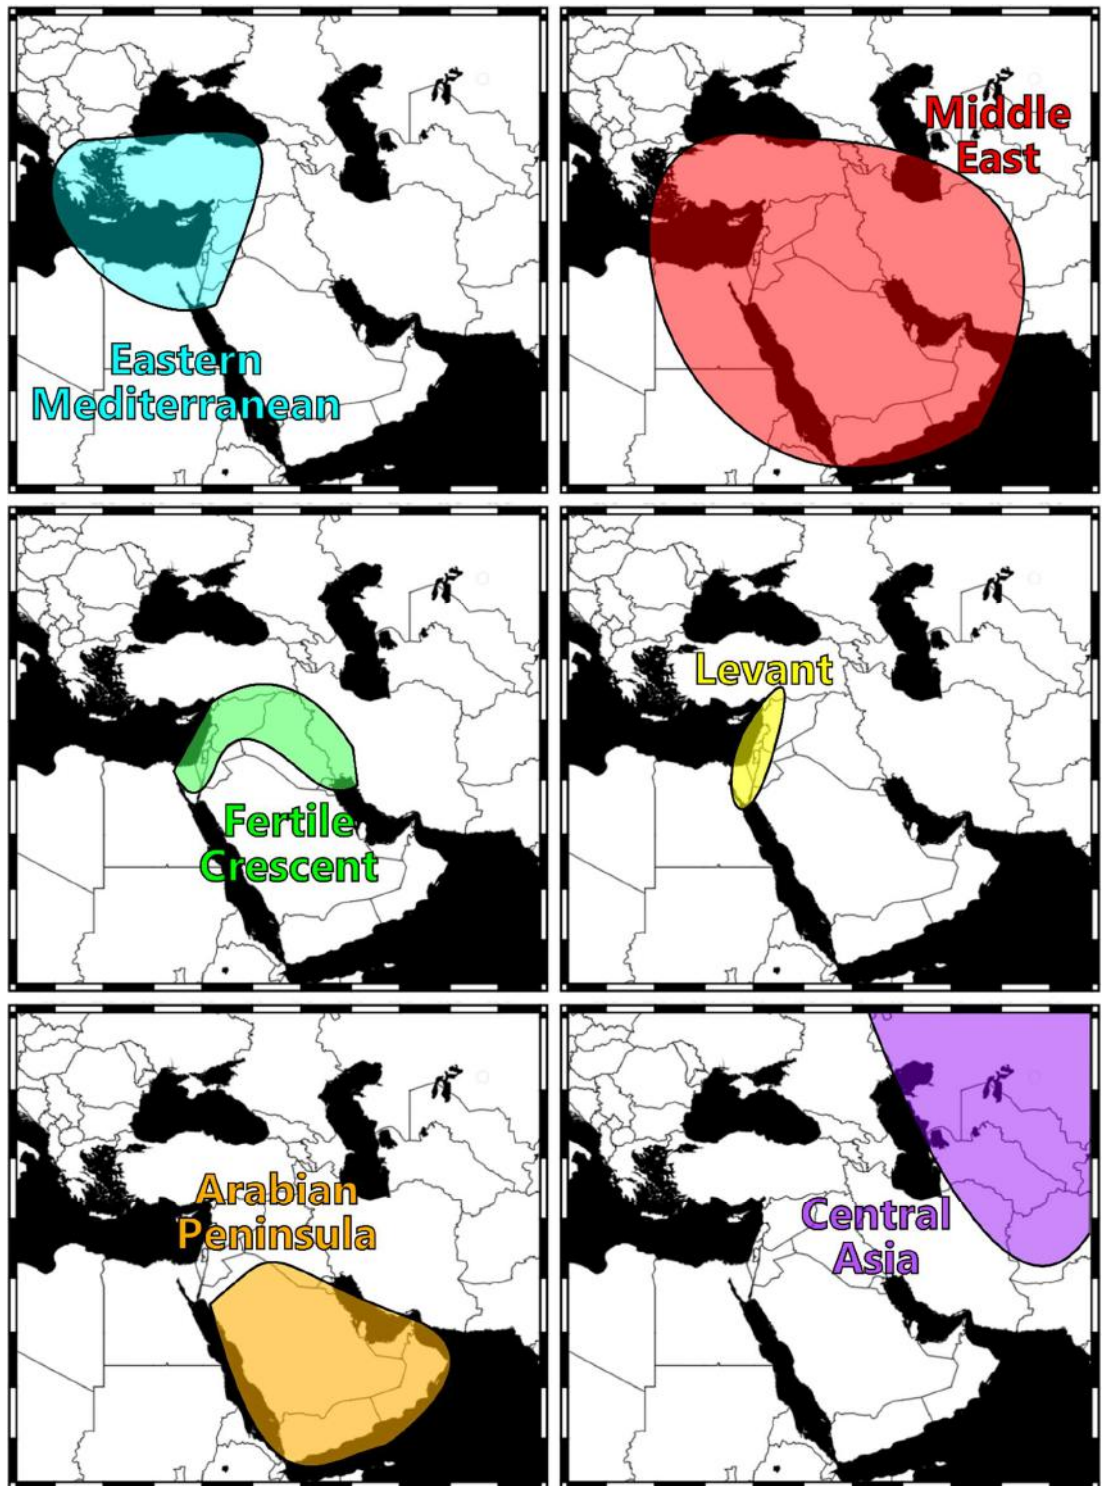 Eastern
Mediterranean
Middle
East
Fertile
Crescent
Levant
Arabian
Peninsula
Central
Asia